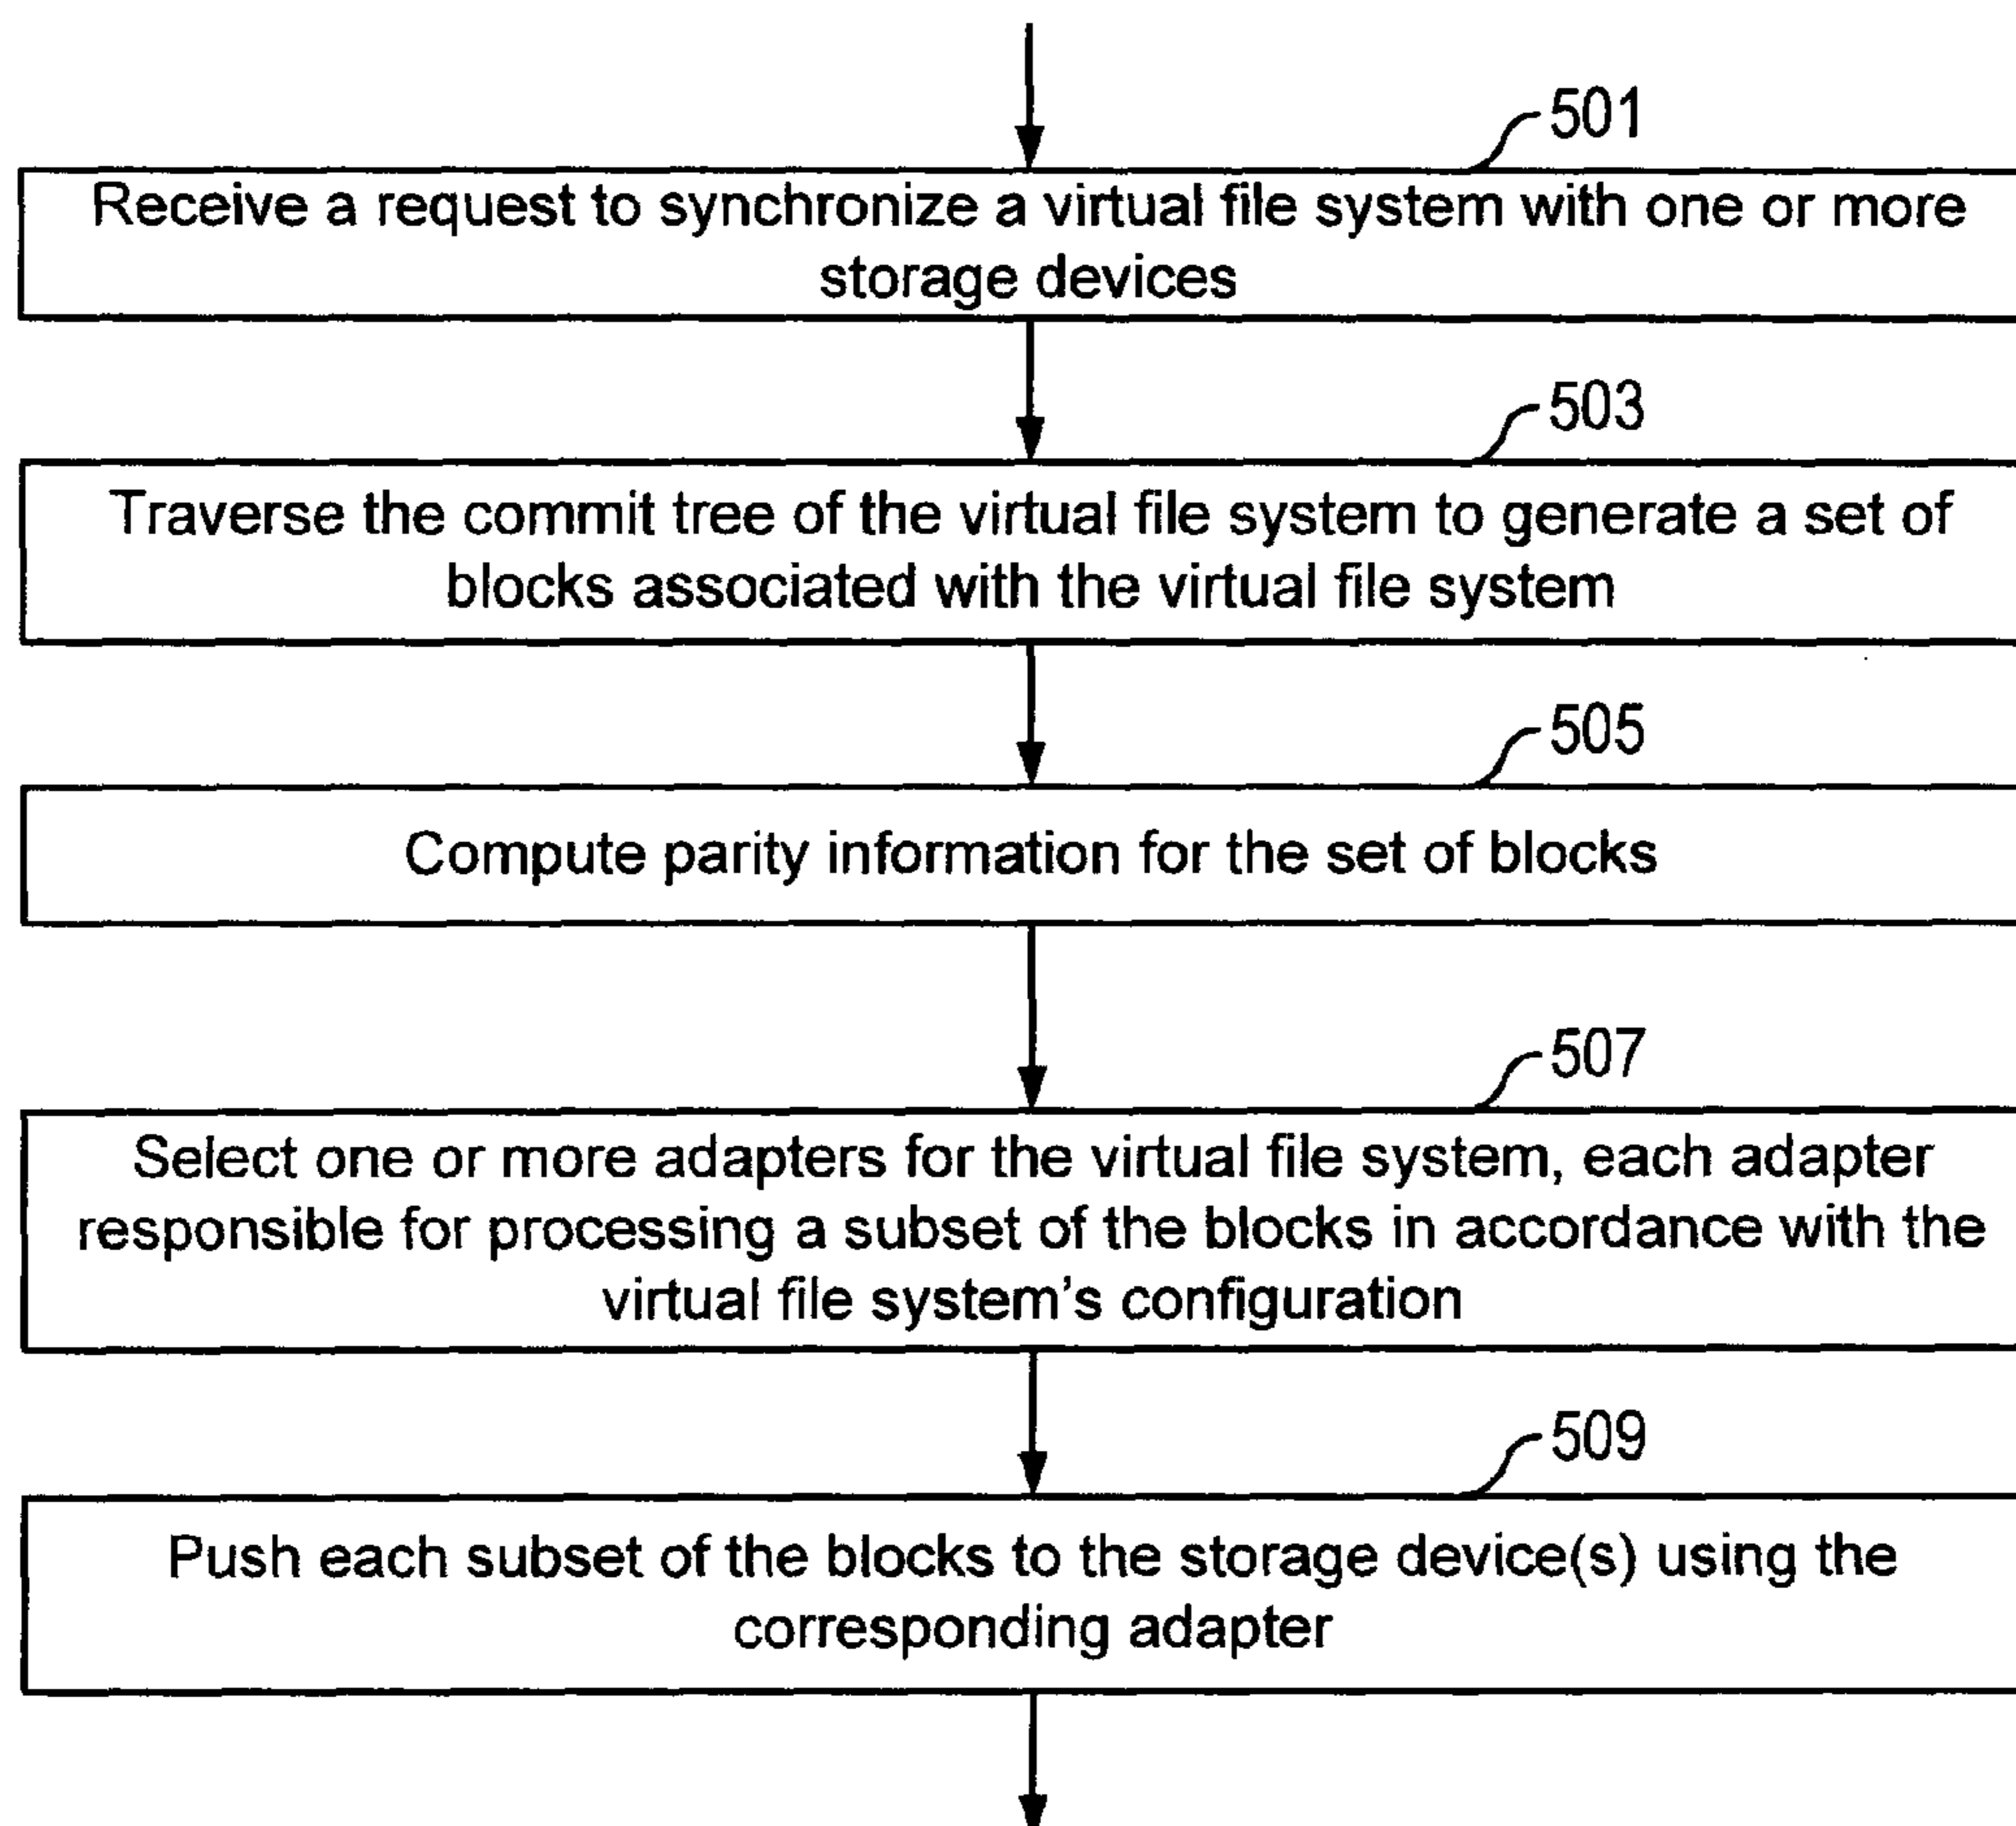 501
Receive a request to synchronize a virtual file system with one or more
storage devices
503
Traverse the commit tree of the virtual file system to generate a set of
blocks associated with the virtual file system
505
Compute parity information for the set of blocks
507
Select one or more adapters for the virtual file system, each adapter
responsible for processing a subset of the blocks in accordance with the
virtual file system's configuration
509
Push each subset of the blocks to the storage device(s) using the
corresponding adapter